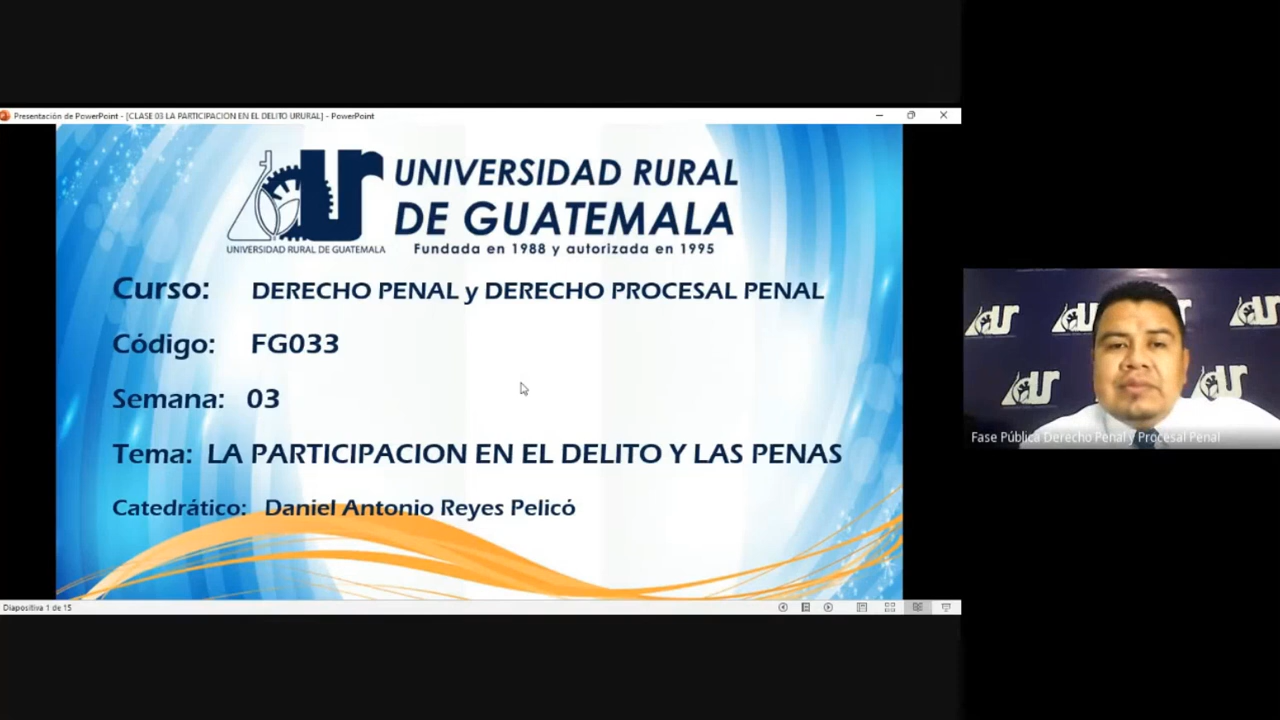 Presentación de PowerPoint - [CLASE 03 LA PARTICIPACION EN EL DELITO URURAL] - PowerPoint
UNIVERSIDAD RURAL
DE GUATEMALA
UNIVERSIDAD RURAL DE GUATEMALA
Fundada en 1988 y autorizada en 1995
Curso: DERECHO PENAL y DERECHO PROCESAL PENAL
Código: FG033
Semana: 03
Tema: LA PARTICIPACION EN EL DELITO Y LAS PENAS
Catedrático: Daniel Antonio Reyes Pelicó
Diapositiva 1 de 15
Fase Pública Derecho Penal y Procesal Penal